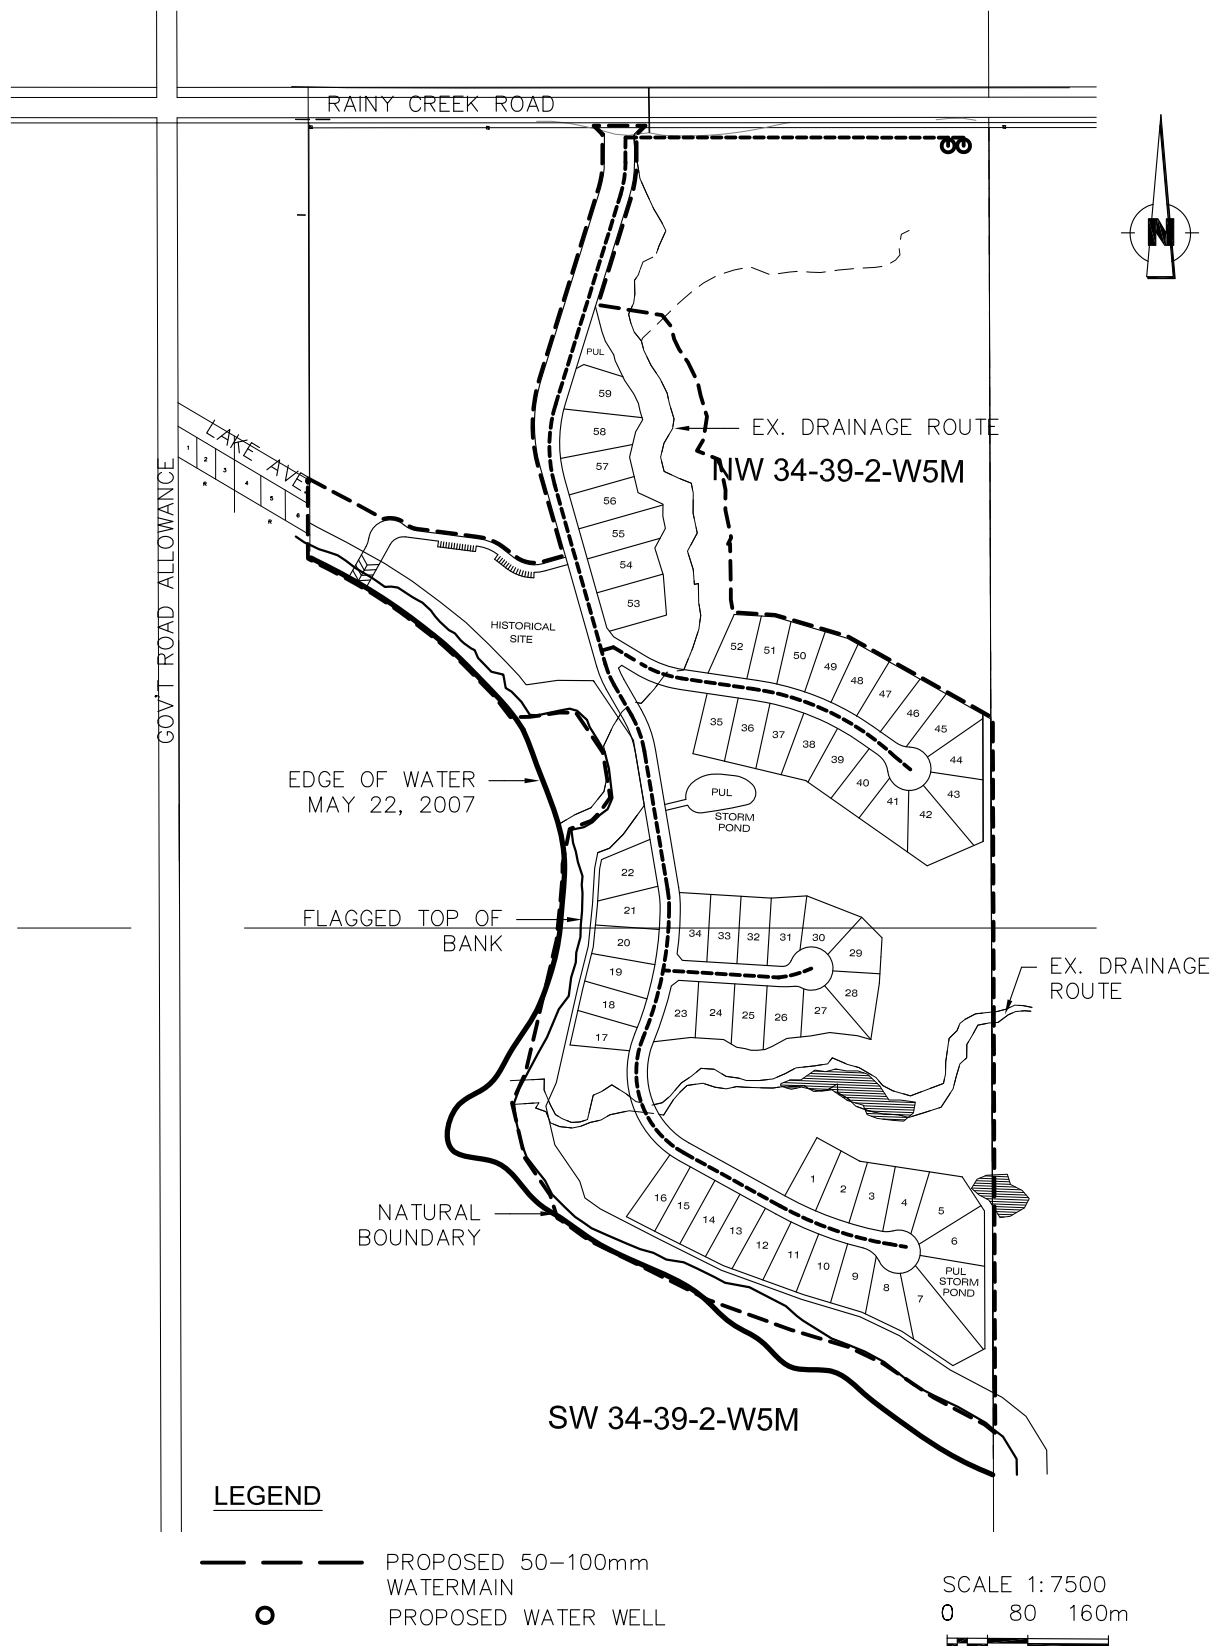 RAINY CREEK ROAD
N
PUL
59
58
57
56
55
54
53
EX. DRAINAGE ROUTE
NW 34-39-2-W5M
LAKE AVE.
1
2
3
4
5
6
R
R
GOV'T ROAD ALLOWANCE
HISTORICAL
SITE
52
51
50
49
48
47
46
45
44
43
42
41
40
39
38
37
36
35
EDGE OF WATER
MAY 22, 2007
PUL
STORM
POND
22
21
20
19
18
17
FLAGGED TOP OF
BANK
34
33
32
31
30
29
28
27
26
25
24
23
EX. DRAINAGE
ROUTE
NATURAL
BOUNDARY
1
2
3
4
5
6
16
15
14
13
12
11
10
9
8
7
PUL
STORM
POND
SW 34-39-2-W5M
LEGEND
PROPOSED 50-100mm
WATERMAIN
PROPOSED WATER WELL
SCALE 1:7500
0 80 160m